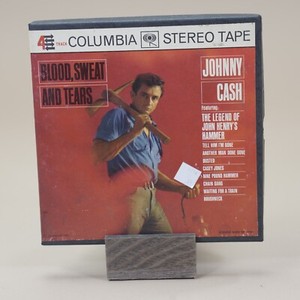 4 TRACK COLUMBIA STEREO TAPE
BLOOD, SWEAT
AND TEARS
JOHNNY
CASH
Featuring:
THE LEGEND OF
JOHN HENRY'S
HAMMER
TELL HIM I'M GONE
ANOTHER MAN DONE GONE
BUSTED
CASEY JONES
NINE POUND HAMMER
CHAIN GANG
WAITING FOR A TRAIN
ROUGHNECK